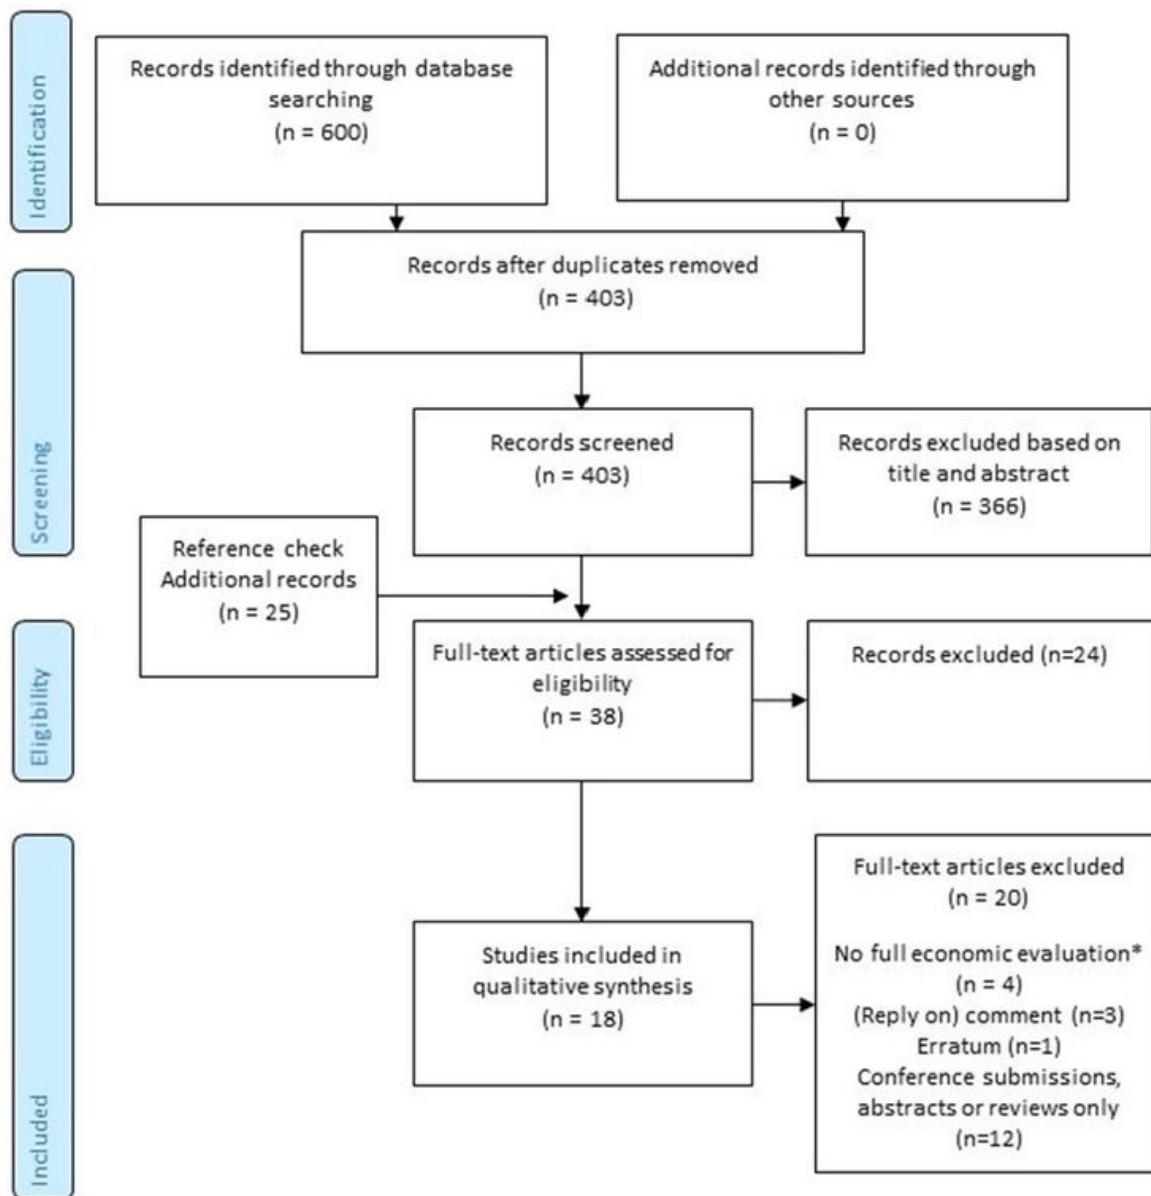 Identification
Records identified through database
searching
(n = 600)
Additional records identified through
other sources
(n = 0)
Records after duplicates removed
(n = 403)
Screening
Records screened
(n = 403)
Records excluded based on
title and abstract
(n = 366)
Reference check
Additional records
(n = 25)
Eligibility
Full-text articles assessed for
eligibility
(n = 38)
Records excluded (n=24)
Included
Studies included in
qualitative synthesis
(n = 18)
Full-text articles excluded
(n = 20)
No full economic evaluation*
(n = 4)
(Reply on) comment (n=3)
Erratum (n=1)
Conference submissions,
abstracts or reviews only
(n=12)